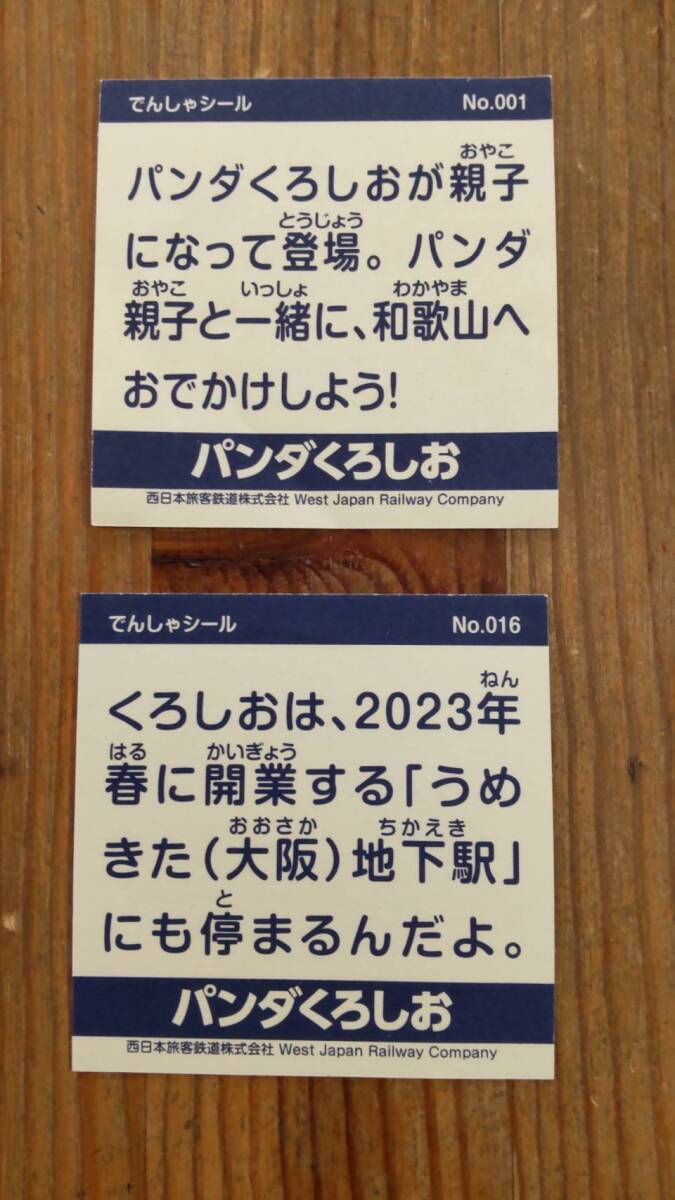 でんしゃシール No.001
おやこ
パンダくろしおが親子
とうじょう
になって登場。パンダ
おやこ いっしょ わかやま
親子と一緒に、和歌山へ
おでかけしよう!
パンダくろしお
西日本旅客鉄道株式会社 West Japan Railway Company
でんしゃシール No.016
ねん
くろしおは、2023年
はる かいぎょう
春に開業する「うめ
おおさか ちかえき
きた(大阪)地下駅」
と
にも停まるんだよ。
パンダくろしお
西日本旅客鉄道株式会社 West Japan Railway Company